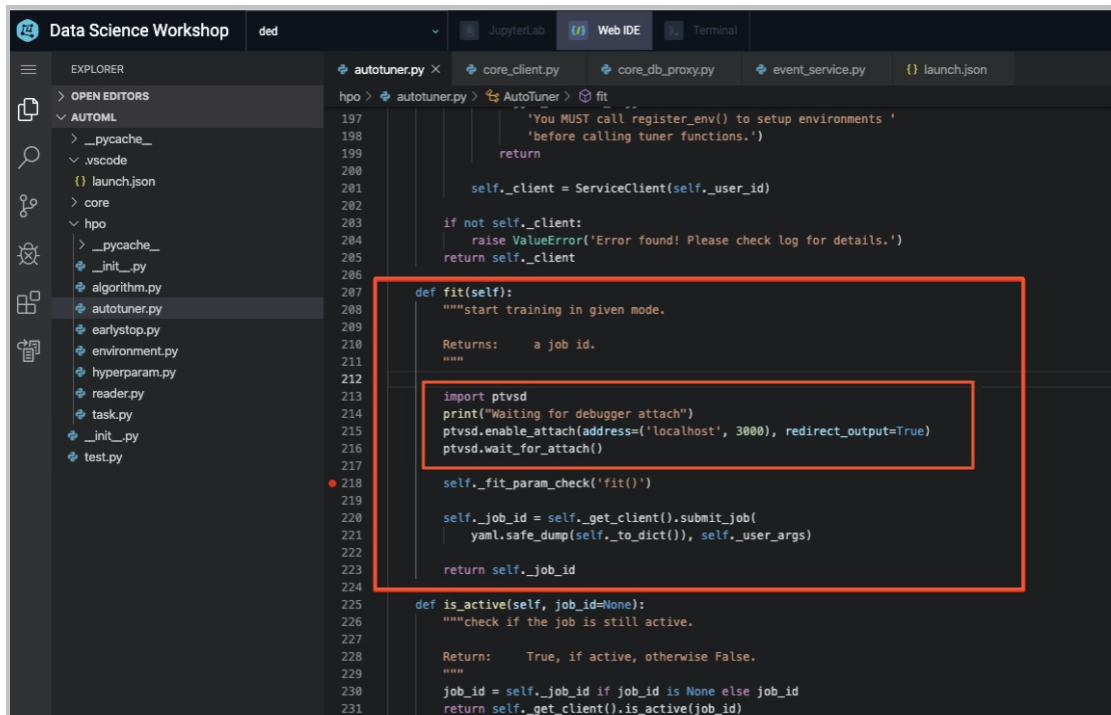 Data Science Workshop ded JupyterLab Web IDE Terminal
EXPLORER
OPEN EDITORS
AUTOML
__pycache__
.vscode
{} launch.json
core
hpo
__pycache__
__init__.py
algorithm.py
autotuner.py
earlystop.py
environment.py
hyperparam.py
reader.py
task.py
__init__.py
test.py
autotuner.py × core_client.py core_db_proxy.py event_service.py {} launch.json
hpo > autotuner.py > AutoTuner > fit
197 'You MUST call register_env() to setup environments '
198 'before calling tuner functions.')
199 return
200
201 self._client = ServiceClient(self._user_id)
202
203 if not self._client:
204 raise ValueError('Error found! Please check log for details.')
205 return self._client
206
207 def fit(self):
208 """start training in given mode.
209
210 Returns: a job id.
211 """
212
213 import ptvsd
214 print("Waiting for debugger attach")
215 ptvsd.enable_attach(address=('localhost', 3000), redirect_output=True)
216 ptvsd.wait_for_attach()
217
218 self._fit_param_check('fit()')
219
220 self._job_id = self._get_client().submit_job(
221 yaml.safe_dump(self._to_dict()), self._user_args)
222
223 return self._job_id
224
225 def is_active(self, job_id=None):
226 """check if the job is still active.
227
228 Return: True, if active, otherwise False.
229 """
230 job_id = self._job_id if job_id is None else job_id
231 return self._get_client().is_active(job_id)